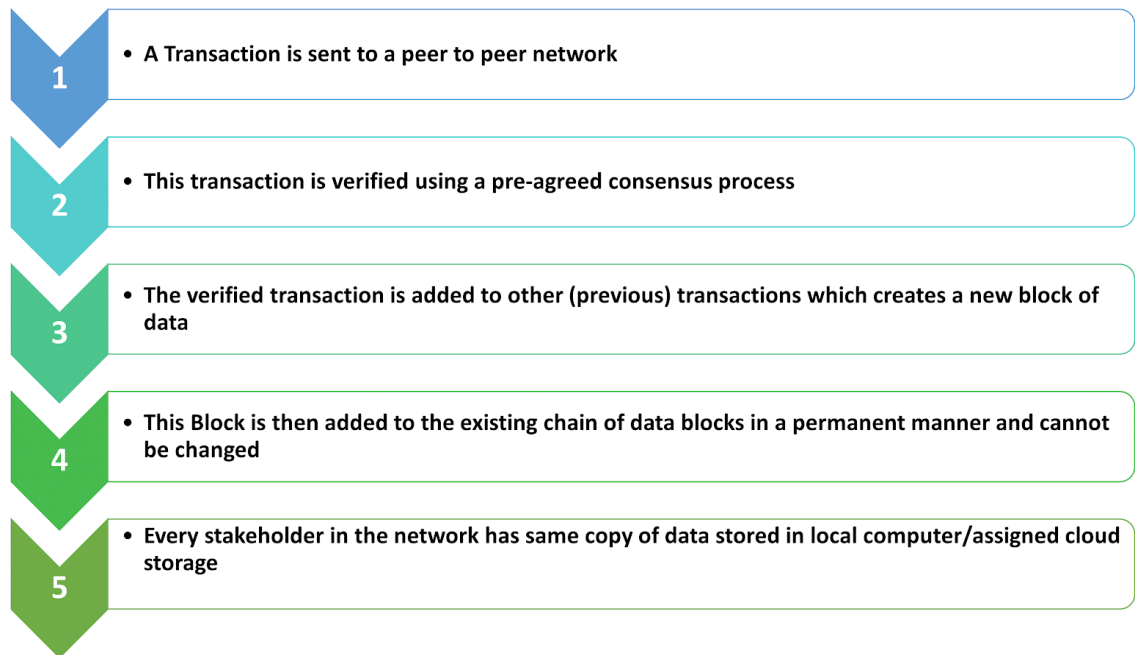 1
• A Transaction is sent to a peer to peer network
2
• This transaction is verified using a pre-agreed consensus process
3
• The verified transaction is added to other (previous) transactions which creates a new block of
data
4
• This Block is then added to the existing chain of data blocks in a permanent manner and cannot
be changed
5
• Every stakeholder in the network has same copy of data stored in local computer/assigned cloud
storage